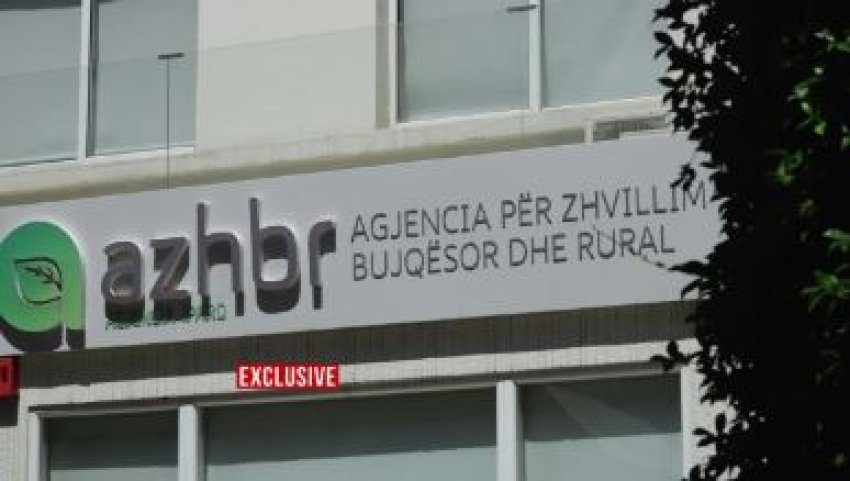 azhbr
AGJENCIA PËR ZHVILLIM
BUJQËSOR DHE RURAL
EXCLUSIVE